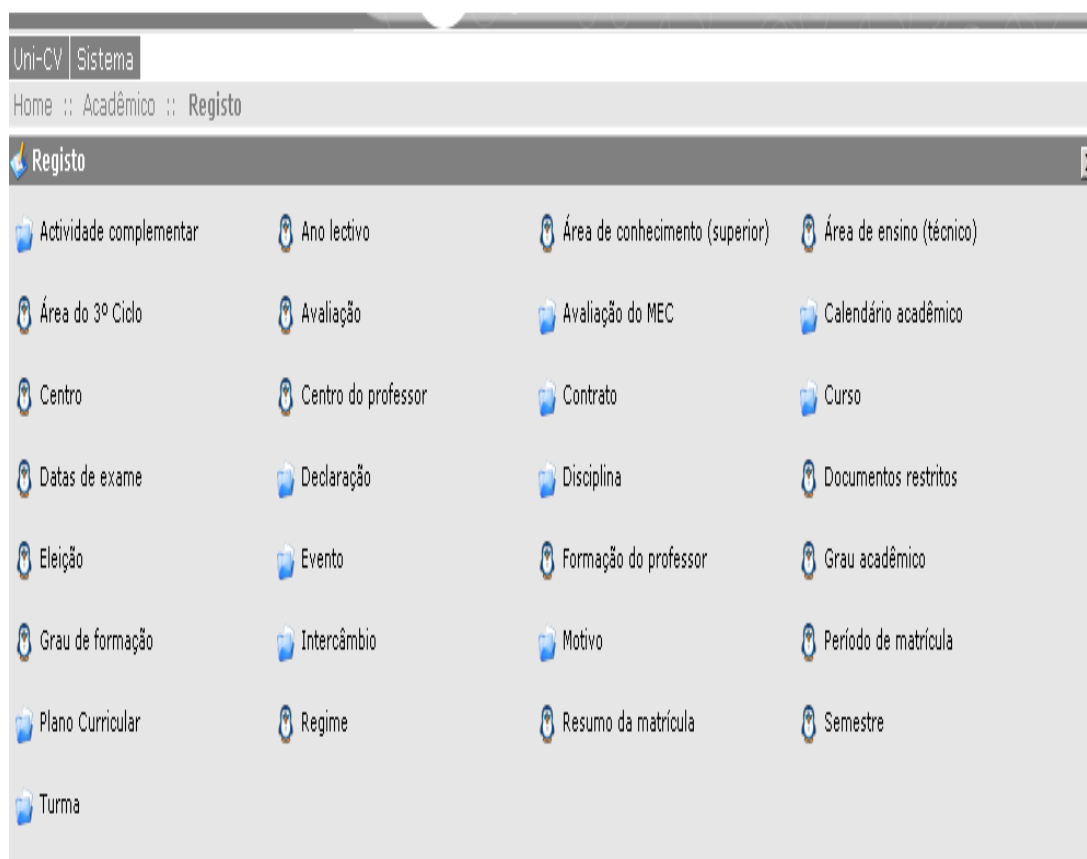 Uni-CV Sistema
Home :: Acadêmico :: Registo
Registo
Actividade complementar Ano lectivo Área de conhecimento (superior) Área de ensino (técnico)
Área do 3º Ciclo Avaliação Avaliação do MEC Calendário acadêmico
Centro Centro do professor Contrato Curso
Datas de exame Declaração Disciplina Documentos restritos
Eleição Evento Formação do professor Grau acadêmico
Grau de formação Intercâmbio Motivo Período de matrícula
Plano Curricular Regime Resumo da matrícula Semestre
Turma